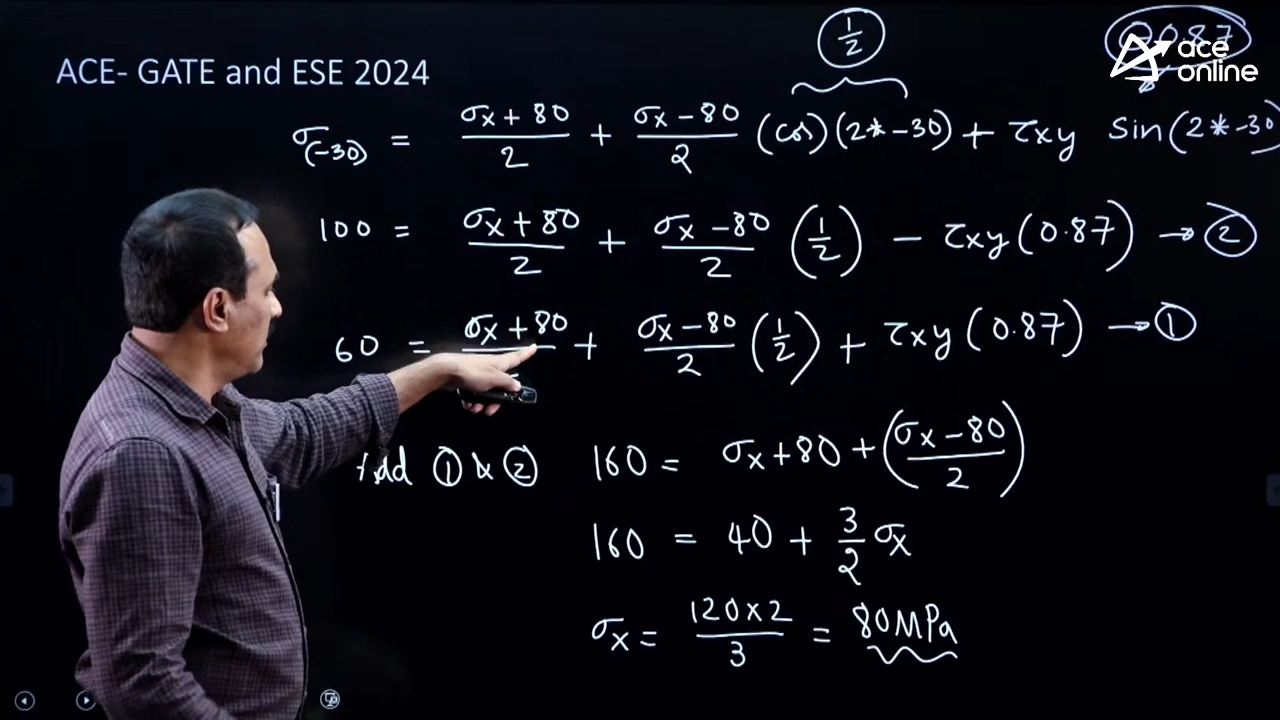 1/2
0.87
ace online
ACE- GATE and ESE 2024
σ(-30) = (σx + 80)/2 + (σx - 80)/2 (cos)(2*-30) + τxy sin(2*-30
100 = (σx + 80)/2 + (σx - 80)/2 (1/2) - τxy (0.87) → ②
60 = σx + 80 + (σx - 80)/2 (1/2) + τxy (0.87) → ①
Add ① & ② 160 = σx + 80 + ((σx - 80)/2)
160 = 40 + 3/2 σx
σx = (120 x 2)/3 = 80 MPa